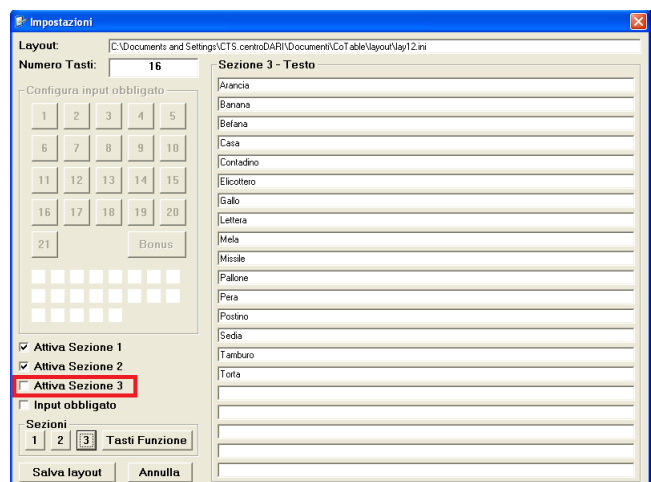 Impostazioni
Layout: C:\Documents and Settings\CTS.centroDARI\Documenti\CoTable\layout\lay12.ini
Numero Tasti: 16
Configura input obbligato
1 2 3 4 5
6 7 8 9 10
11 12 13 14 15
16 17 18 19 20
21 Bonus
Attiva Sezione 1
Attiva Sezione 2
Attiva Sezione 3
Input obbligato
Sezioni
1 2 3 Tasti Funzione
Salva layout Annulla
Sezione 3 - Testo
Arancia
Banana
Befana
Casa
Contadino
Elicottero
Gallo
Lettera
Mela
Missile
Pallone
Pera
Postino
Sedia
Tamburo
Torta